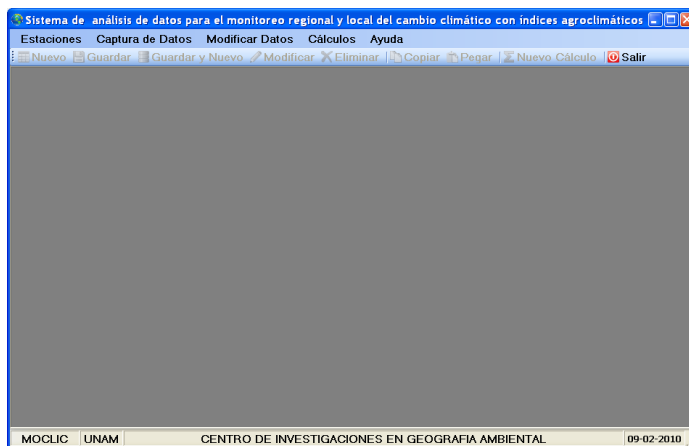 Sistema de análisis de datos para el monitoreo regional y local del cambio climático con índices agroclimáticos
Estaciones Captura de Datos Modificar Datos Cálculos Ayuda
Nuevo Guardar Guardar y Nuevo Modificar Eliminar Copiar Pegar Nuevo Cálculo Salir
MOCLIC UNAM CENTRO DE INVESTIGACIONES EN GEOGRAFIA AMBIENTAL 09-02-2010